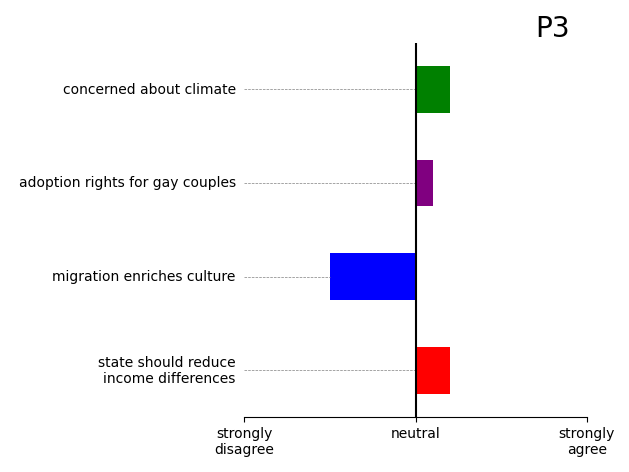 P3
concerned about climate
adoption rights for gay couples
migration enriches culture
state should reduce
income differences
strongly
disagree
neutral
strongly
agree